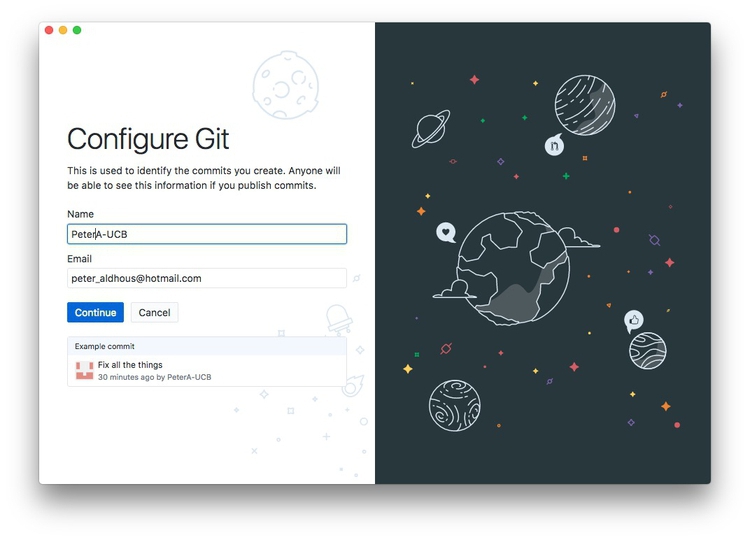 Configure Git
This is used to identify the commits you create. Anyone will
be able to see this information if you publish commits.
Name
PeterA-UCB
Email
peter_aldhous@hotmail.com
Continue Cancel
Example commit
Fix all the things
30 minutes ago by PeterA-UCB